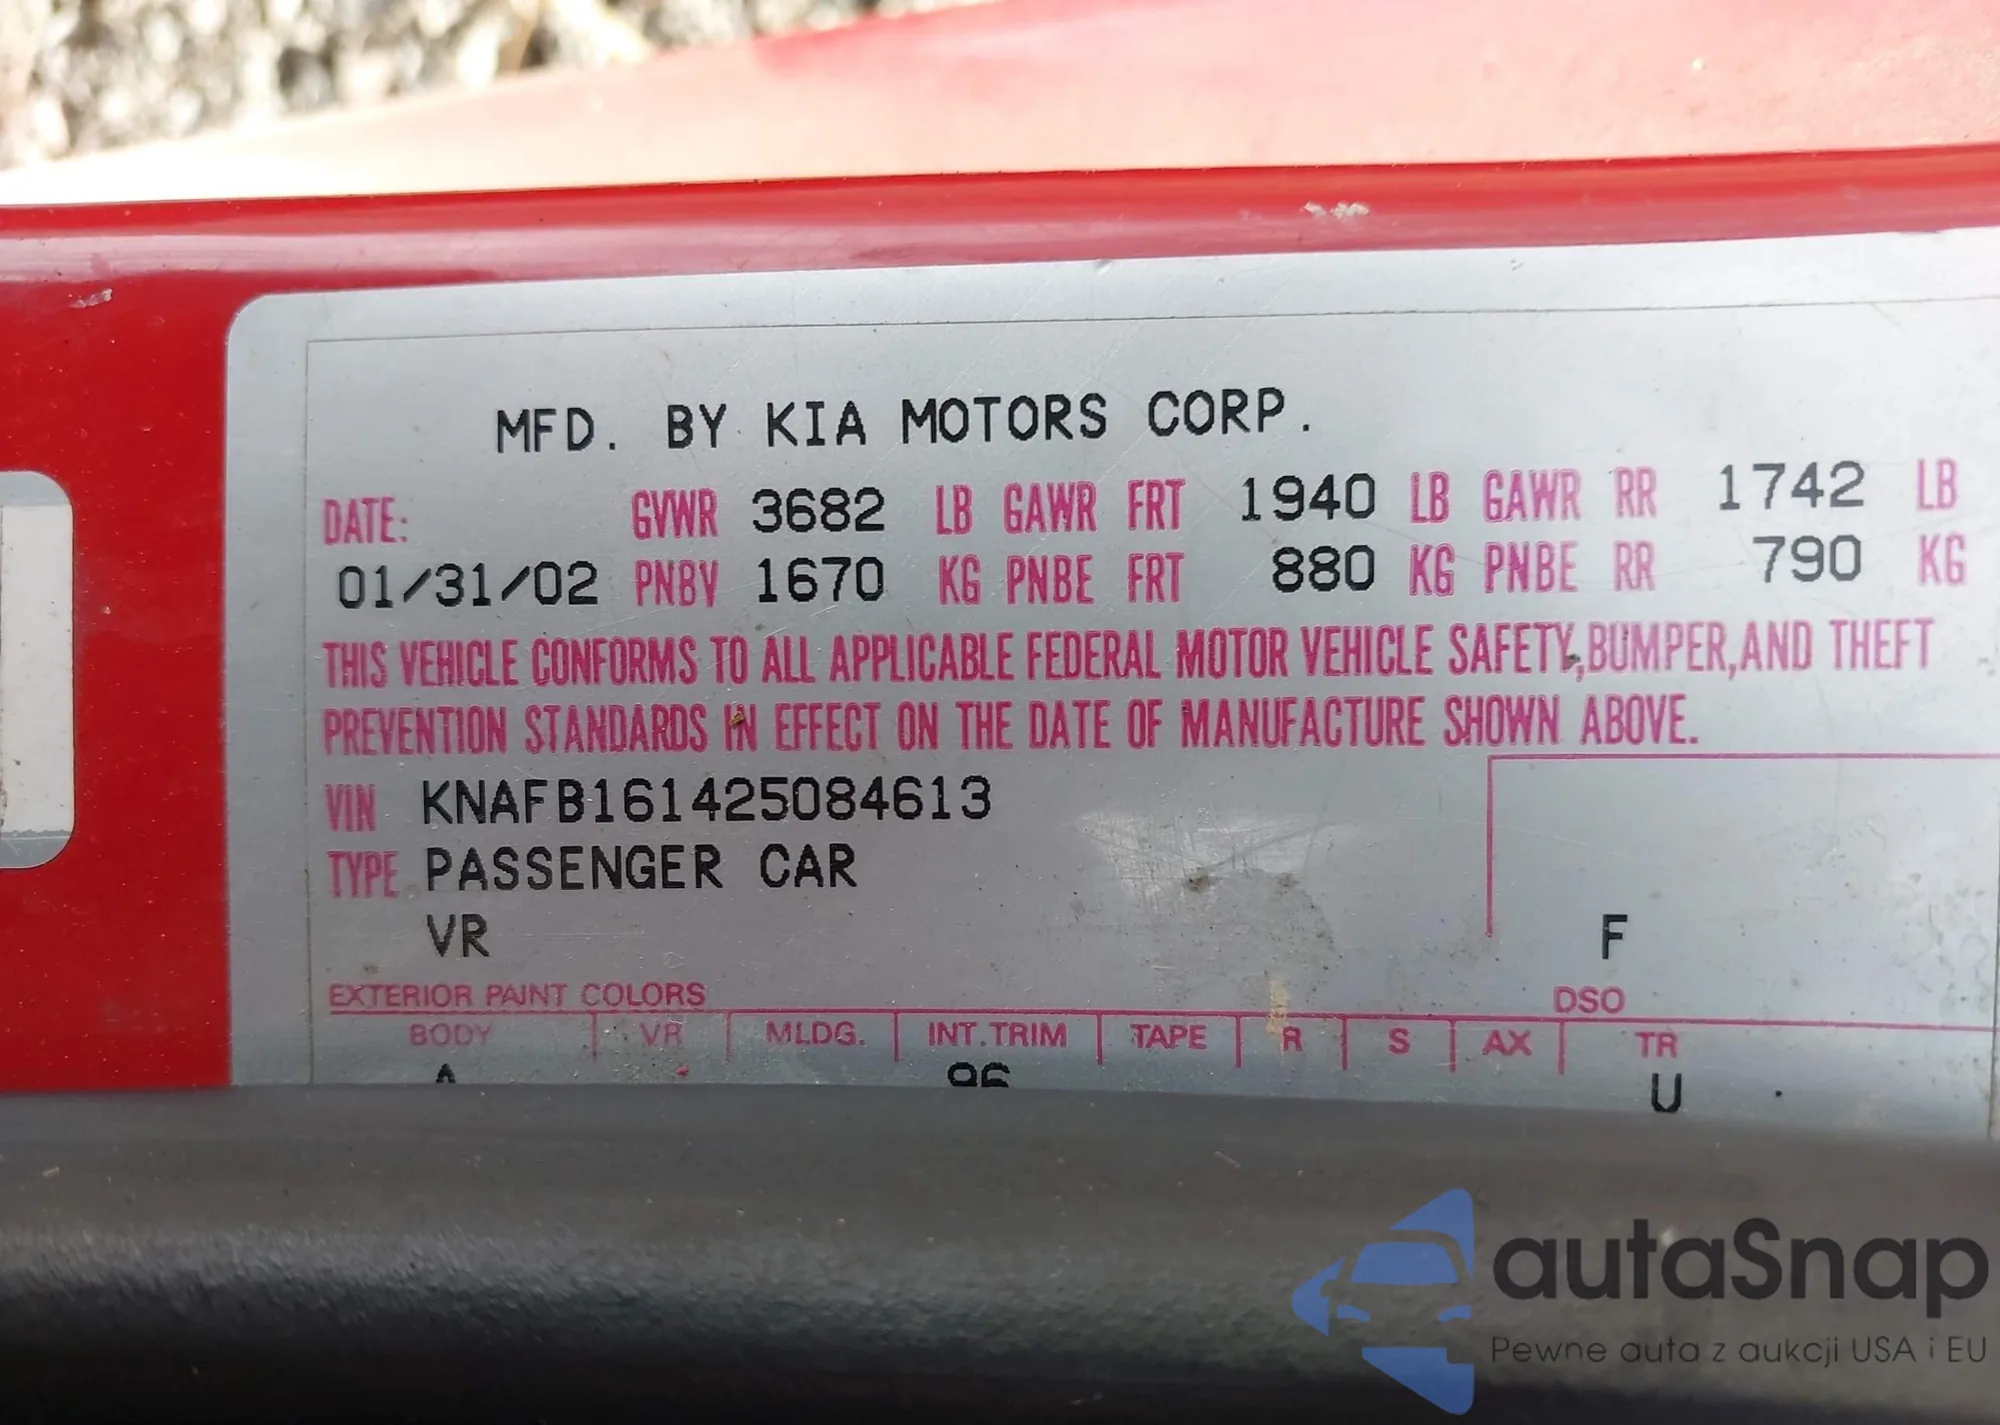 MFD. BY KIA MOTORS CORP.
DATE: GVWR 3682 LB GAWR FRT 1940 LB GAWR RR 1742 LB
01/31/02 PNBV 1670 KG PNBE FRT 880 KG PNBE RR 790 KG
THIS VEHICLE CONFORMS TO ALL APPLICABLE FEDERAL MOTOR VEHICLE SAFETY,BUMPER,AND THEFT
PREVENTION STANDARDS IN EFFECT ON THE DATE OF MANUFACTURE SHOWN ABOVE.
VIN KNAFB161425084613
TYPE PASSENGER CAR
VR F
EXTERIOR PAINT COLORS DSO
BODY VR MLDG. INT.TRIM TAPE R S AX TR
U
autaSnap
Pewne auta z aukcji USA i EU